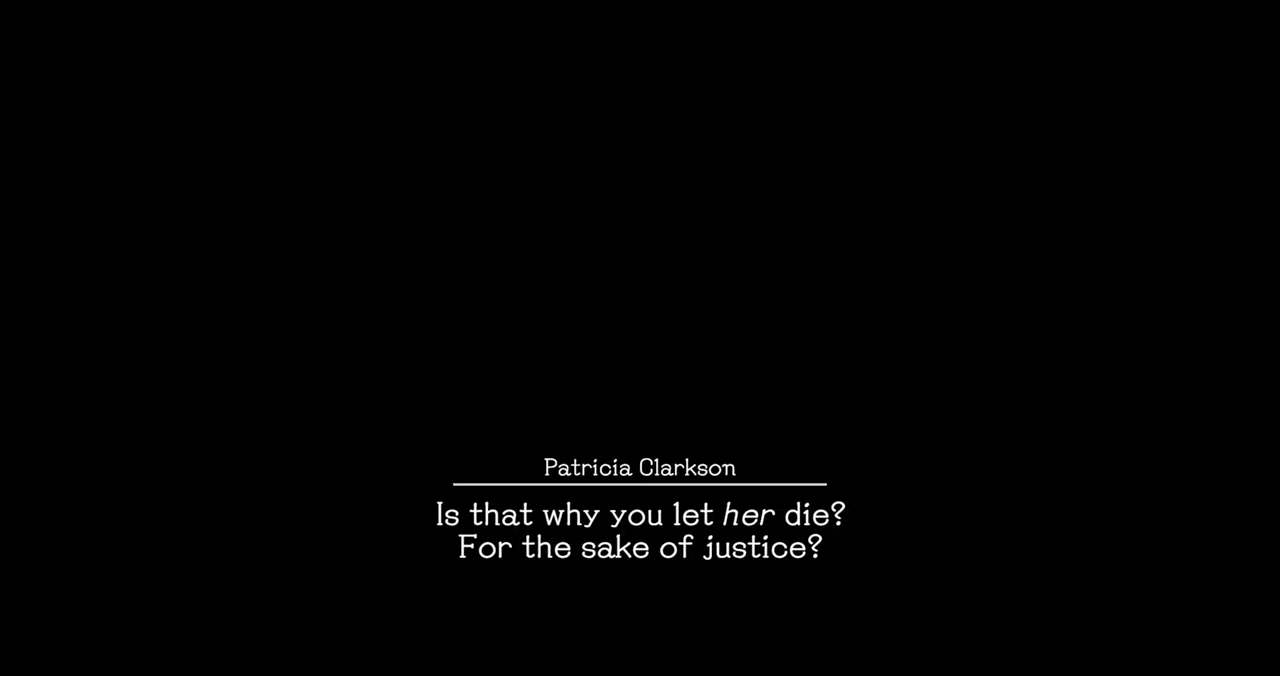 Patricia Clarkson
Is that why you let her die?
For the sake of justice?